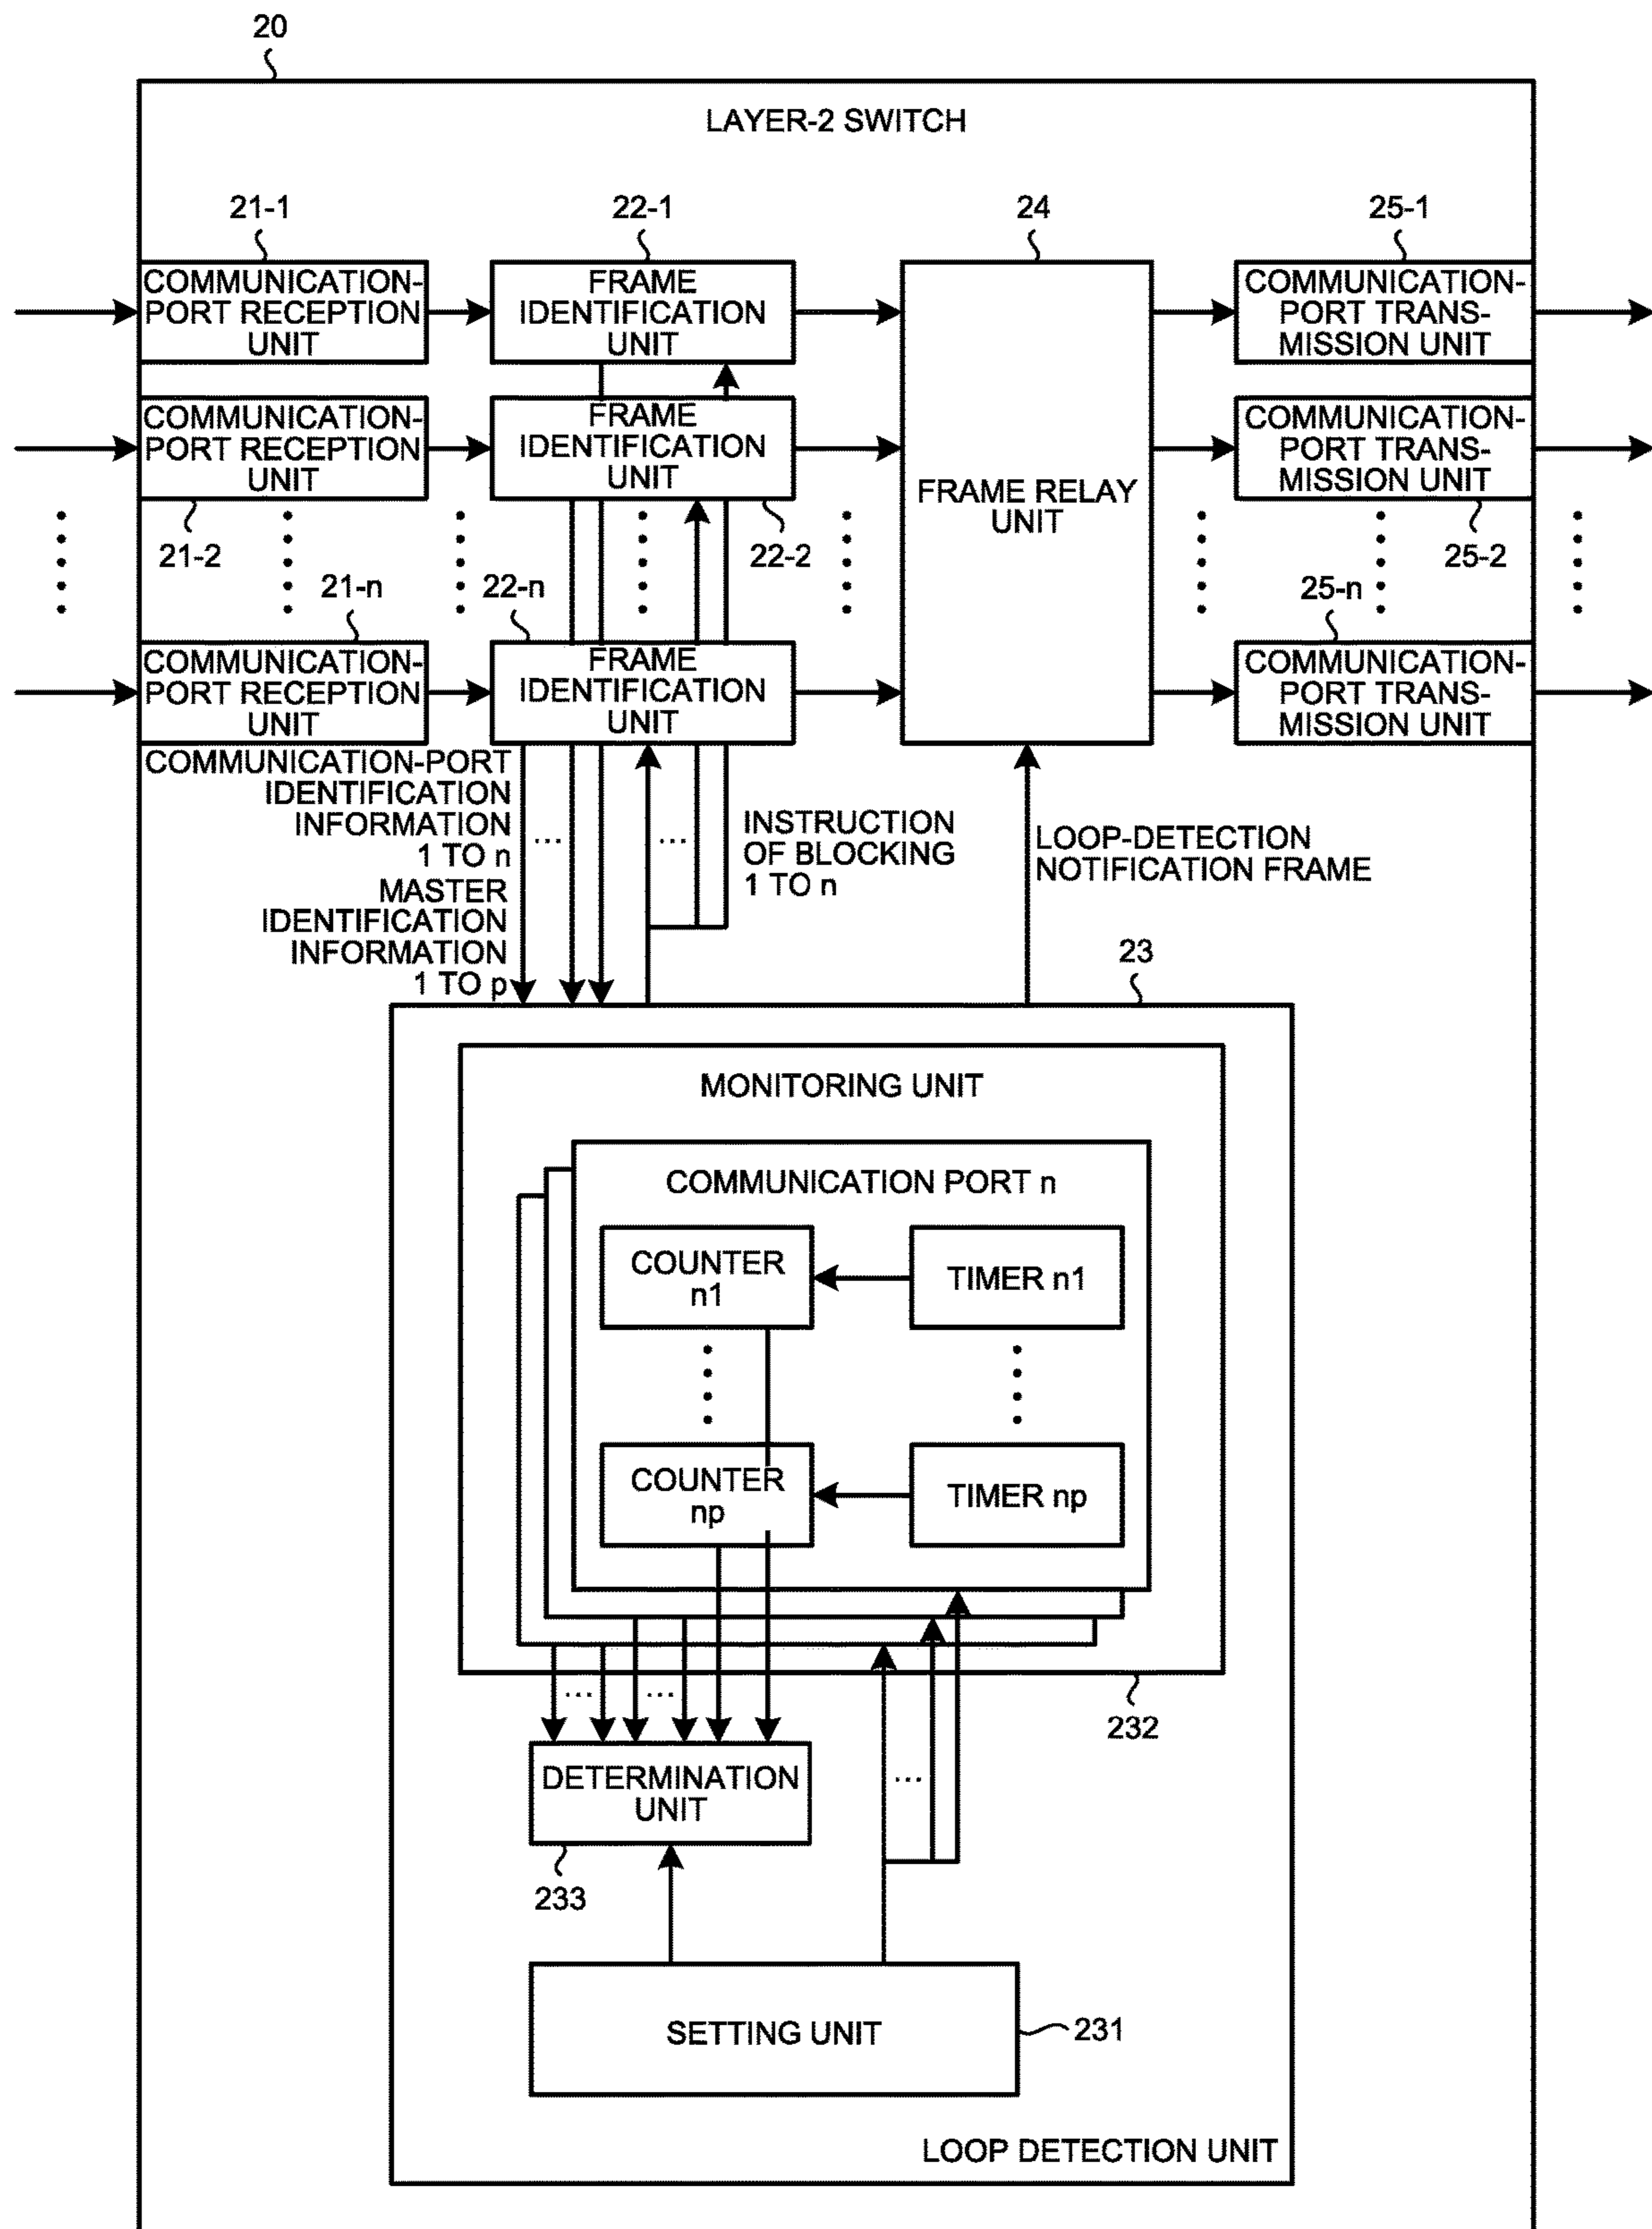 20
LAYER-2 SWITCH
21-1
22-1
24
25-1
COMMUNICATION-
PORT RECEPTION
UNIT
FRAME
IDENTIFICATION
UNIT
COMMUNICATION-
PORT TRANS-
MISSION UNIT
COMMUNICATION-
PORT RECEPTION
UNIT
FRAME
IDENTIFICATION
UNIT
FRAME RELAY
UNIT
COMMUNICATION-
PORT TRANS-
MISSION UNIT
21-2
22-2
25-2
21-n
22-n
25-n
COMMUNICATION-
PORT RECEPTION
UNIT
FRAME
IDENTIFICATION
UNIT
COMMUNICATION-
PORT TRANS-
MISSION UNIT
COMMUNICATION-PORT
IDENTIFICATION
INFORMATION
1 TO n
MASTER
IDENTIFICATION
INFORMATION
1 TO p
...
...
INSTRUCTION
OF BLOCKING
1 TO n
LOOP-DETECTION
NOTIFICATION FRAME
23
MONITORING UNIT
COMMUNICATION PORT n
COUNTER
n1
TIMER n1
COUNTER
np
TIMER np
...
...
232
...
DETERMINATION
UNIT
233
SETTING UNIT
231
LOOP DETECTION UNIT